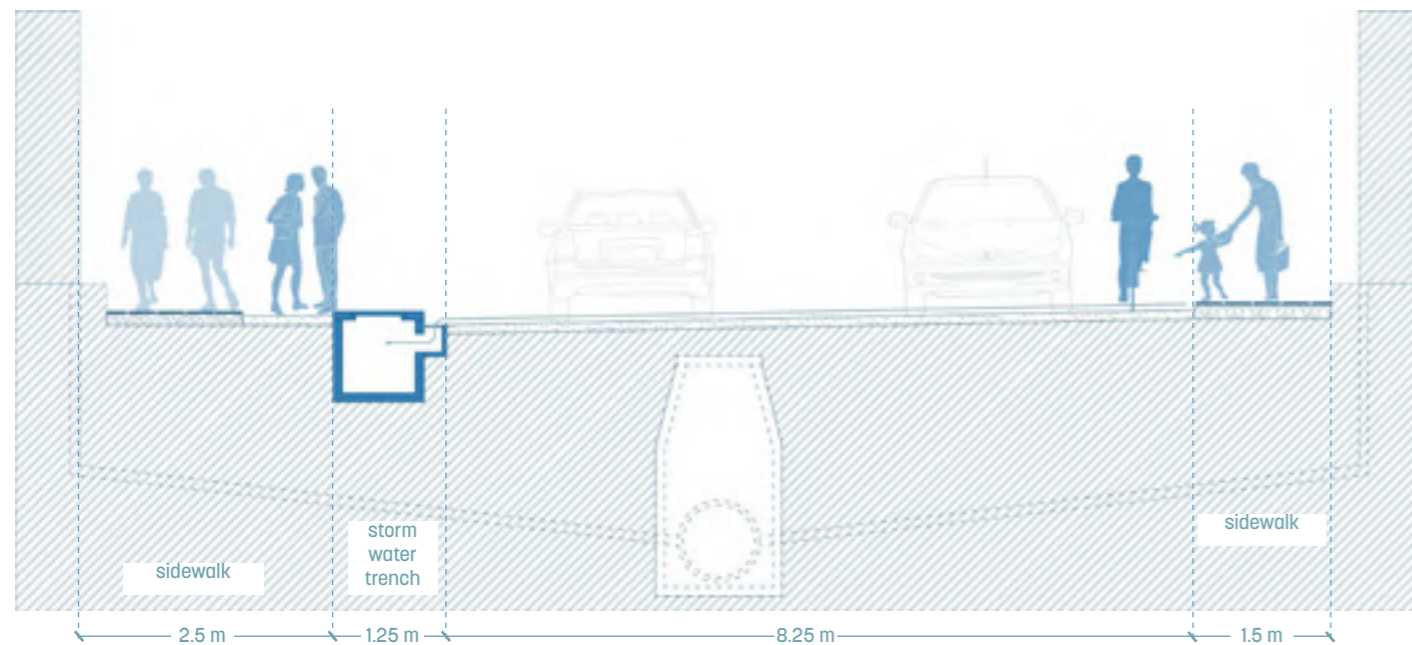 storm
water
trench
sidewalk
sidewalk
2.5 m
1.25 m
8.25 m
1.5 m